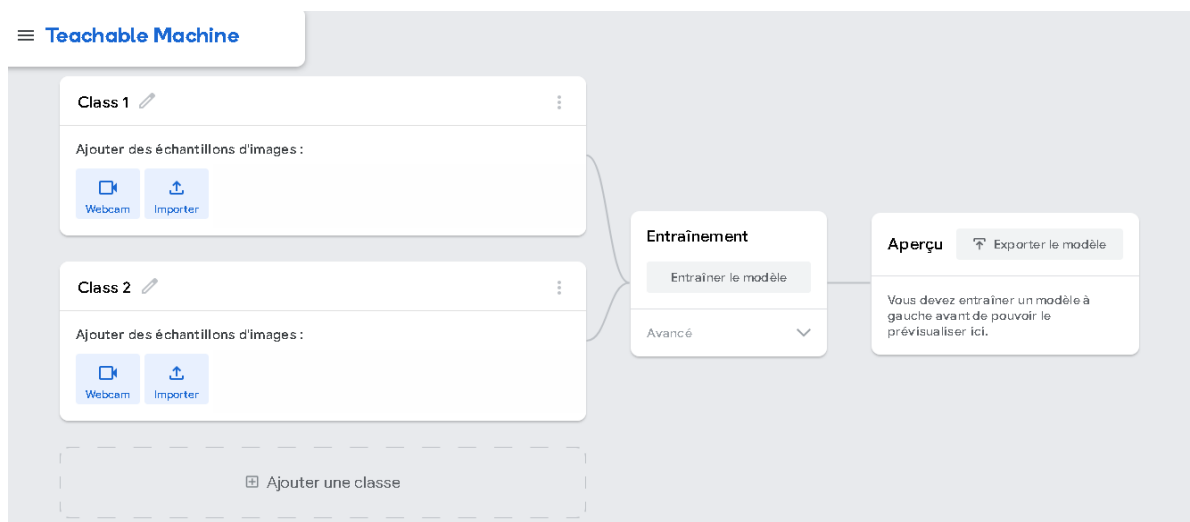 Teachable Machine
Class 1
Ajouter des échantillons d'images :
Webcam
Importer
Class 2
Ajouter des échantillons d'images :
Webcam
Importer
Ajouter une classe
Entraînement
Entraîner le modèle
Avancé
Aperçu
Exporter le modèle
Vous devez entraîner un modèle à
gauche avant de pouvoir le
prévisualiser ici.